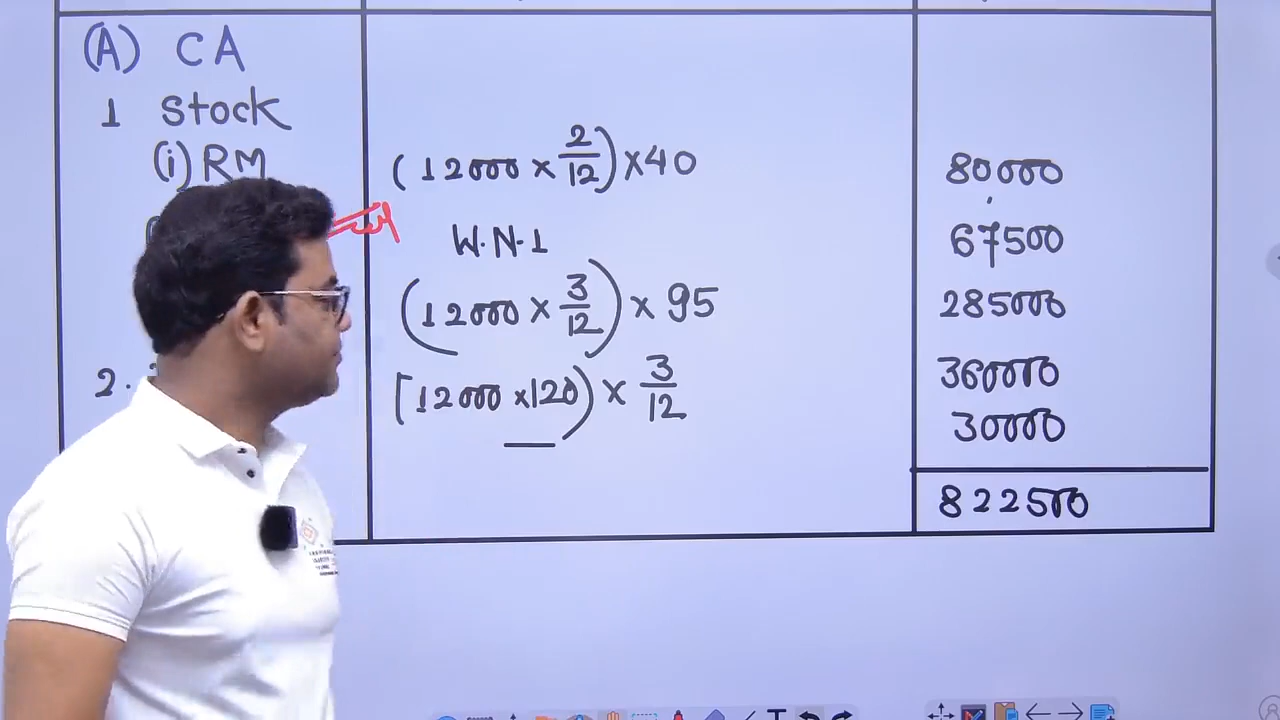 (A) CA
1 Stock
(i) RM (12000 × 2/12) × 40 80000
W.N.1 67500
(12000 × 3/12) × 95 285000
2. [12000 × 120) × 3/12 360000
30000
822500